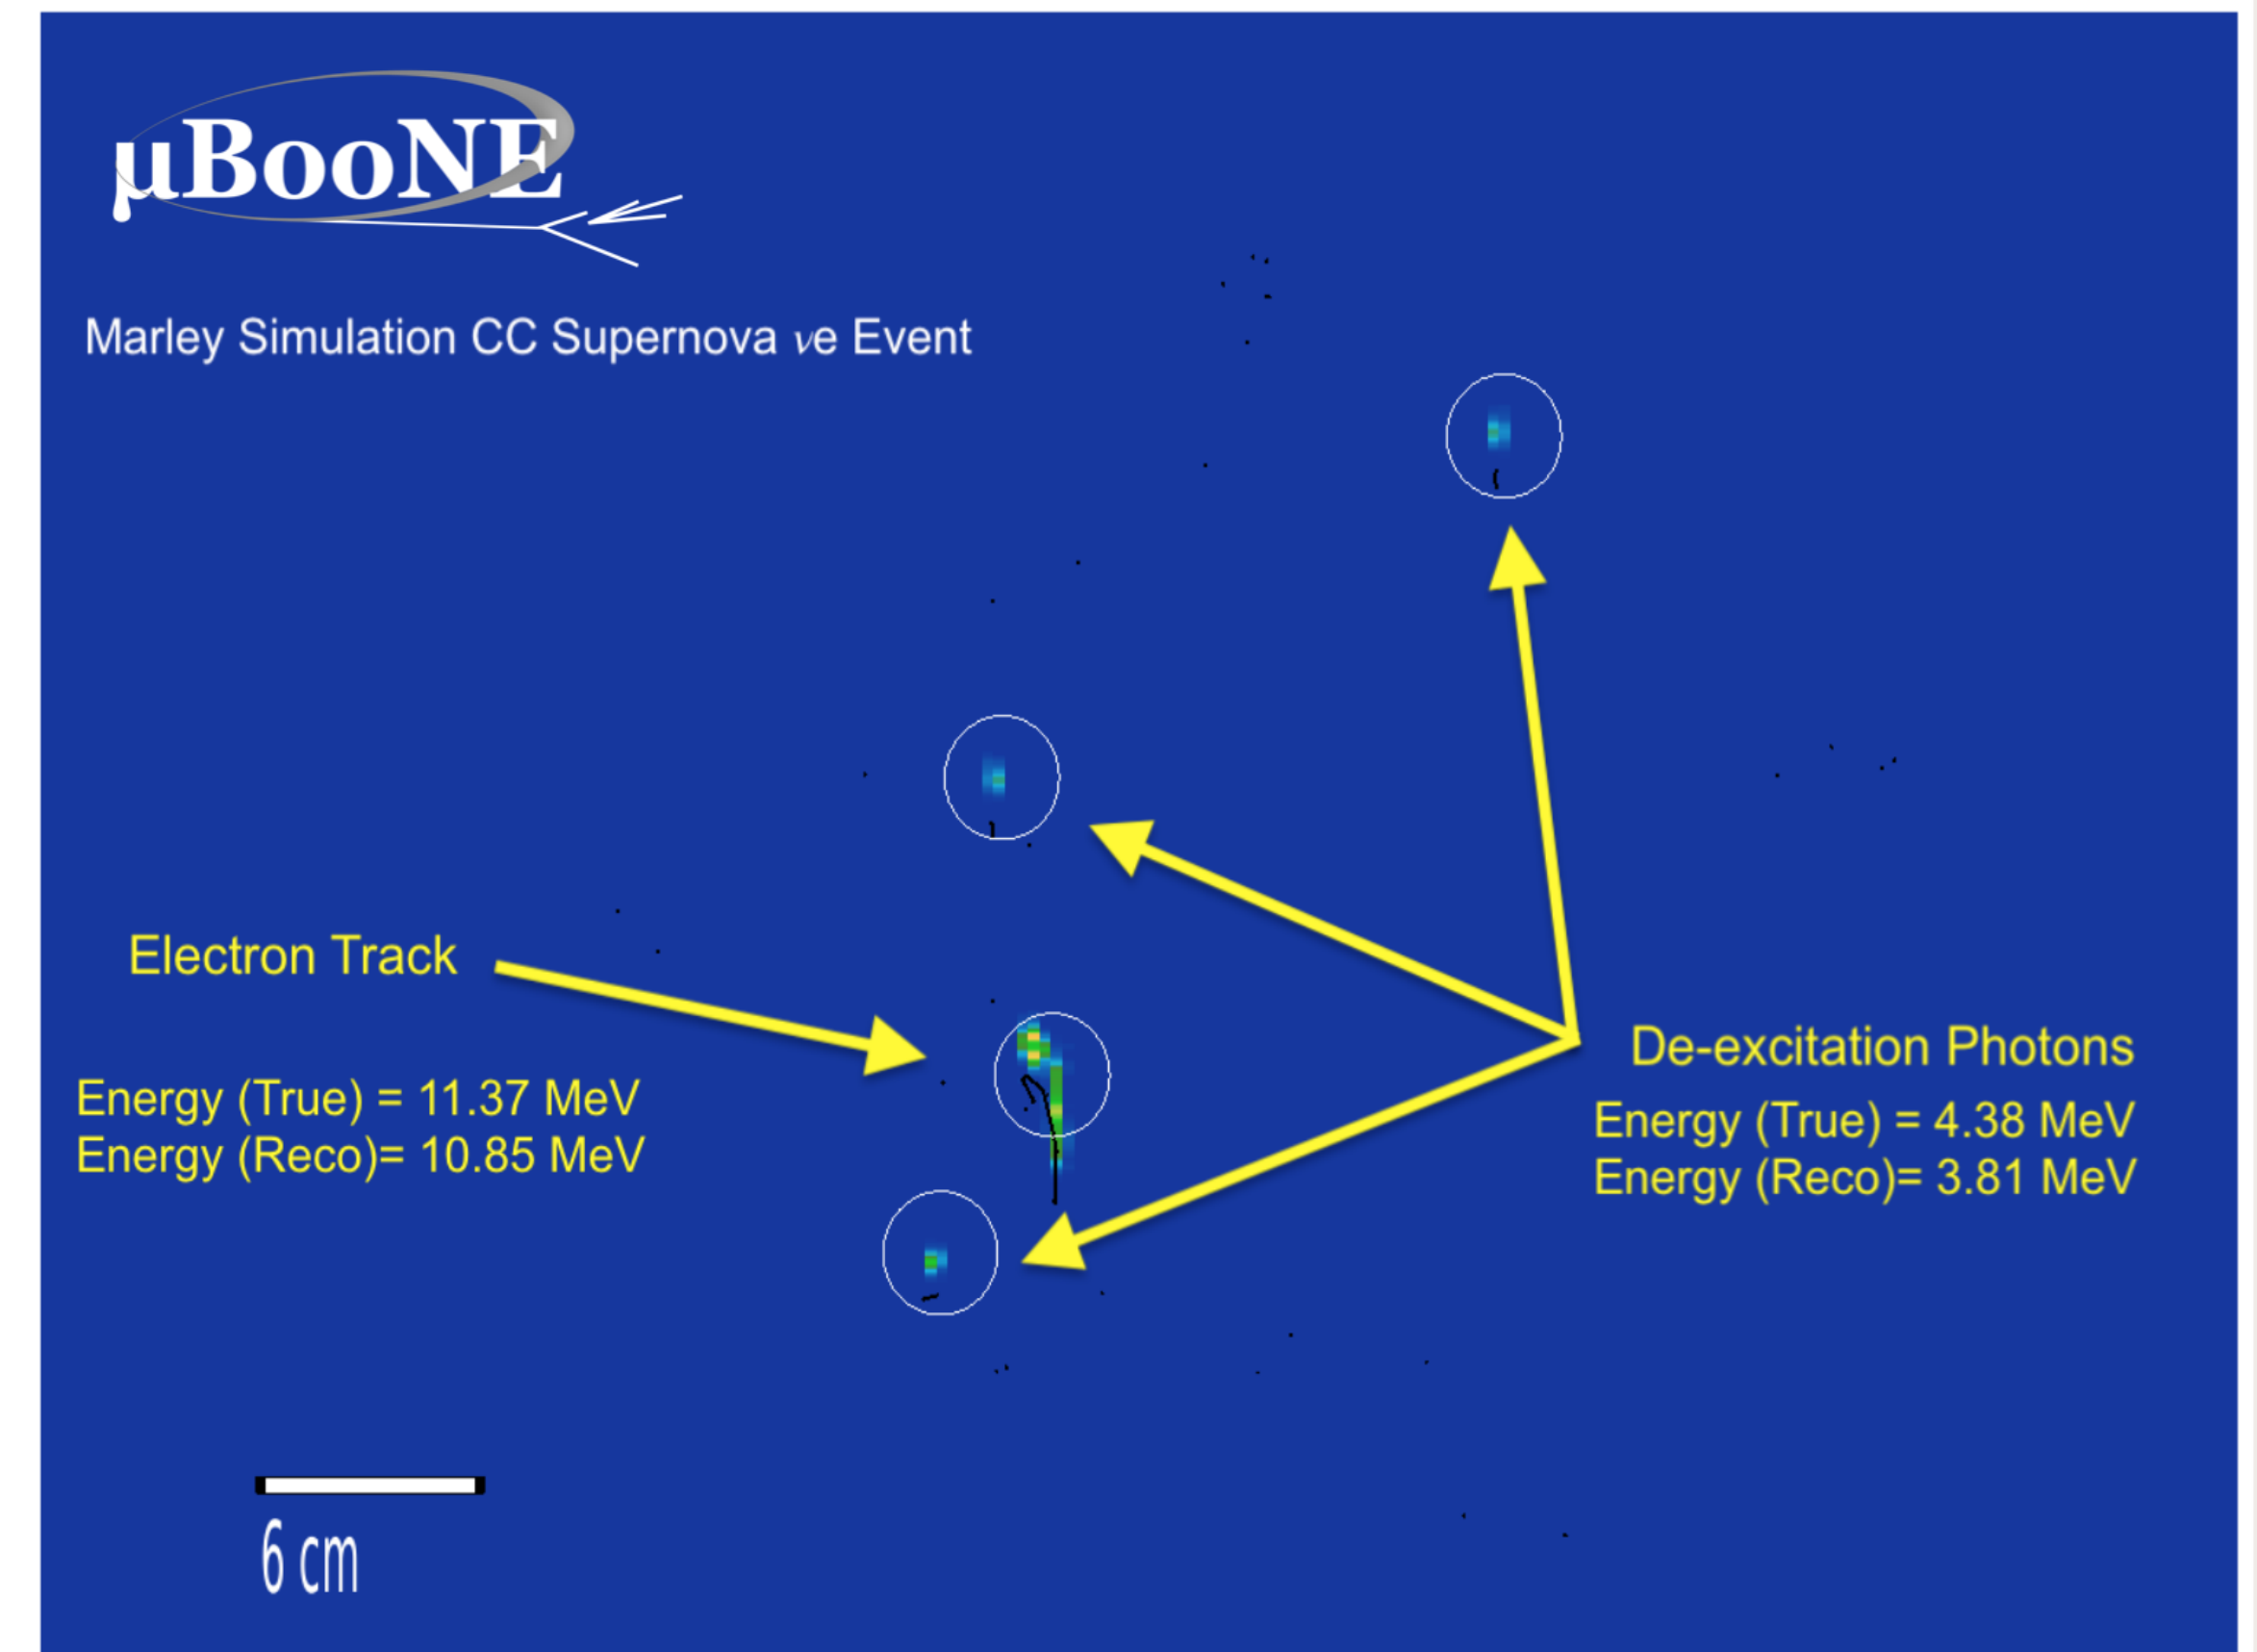 µBooNE
Marley Simulation CC Supernova νe Event
Electron Track
Energy (True) = 11.37 MeV
Energy (Reco)= 10.85 MeV
De-excitation Photons
Energy (True) = 4.38 MeV
Energy (Reco)= 3.81 MeV
6 cm